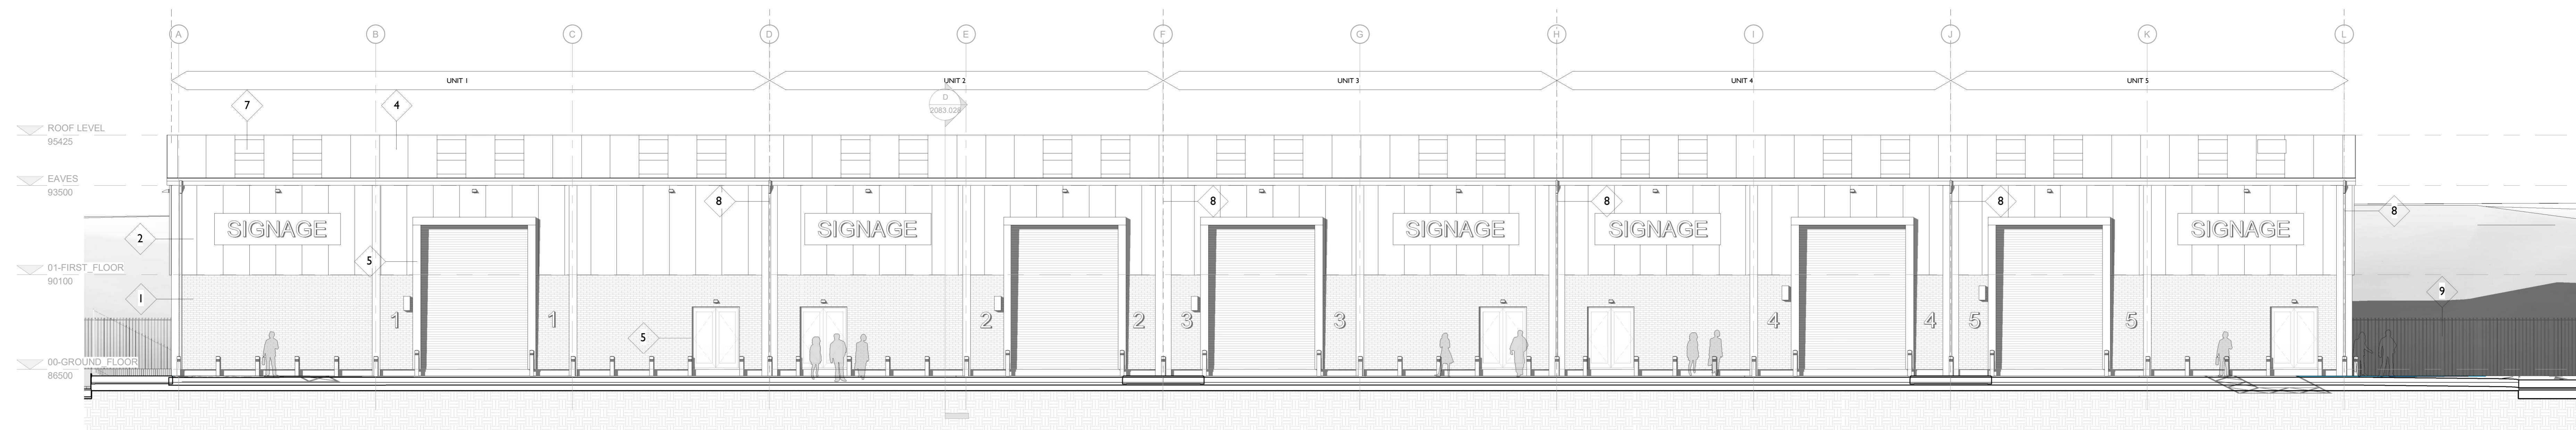 A B C D E F G H I J K L
UNIT 1 UNIT 2 UNIT 3 UNIT 4 UNIT 5
7 4 D
2083.028
ROOF LEVEL
95425
EAVES
93500
8 8 8 8 8
SIGNAGE SIGNAGE SIGNAGE SIGNAGE SIGNAGE
2
5
01-FIRST_FLOOR
90100
1 9
1 1 2 2 3 3 4 4 5 5
5
00-GROUND_FLOOR
86500